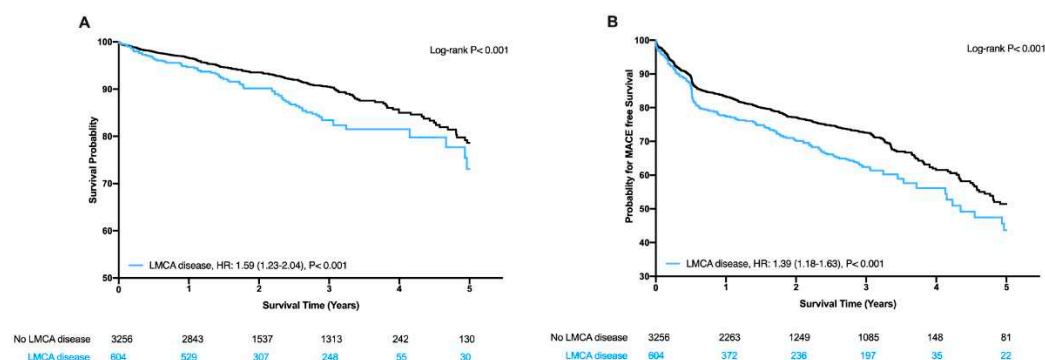 A
Log-rank P< 0.001
Survival Probablity
100
90
80
70
60
50
LMCA disease, HR: 1.59 (1.23-2.04), P< 0.001
0 1 2 3 4 5
Survival Time (Years)
No LMCA disease 3256 2843 1537 1313 242 130
LMCA disease 604 529 307 248 55 30
B
Log-rank P< 0.001
Probablity for MACE free Survival
100
90
80
70
60
50
40
30
LMCA disease, HR: 1.39 (1.18-1.63), P< 0.001
0 1 2 3 4 5
Survival Time (Years)
No LMCA disease 3256 2263 1249 1085 148 81
LMCA disease 604 372 236 197 35 22